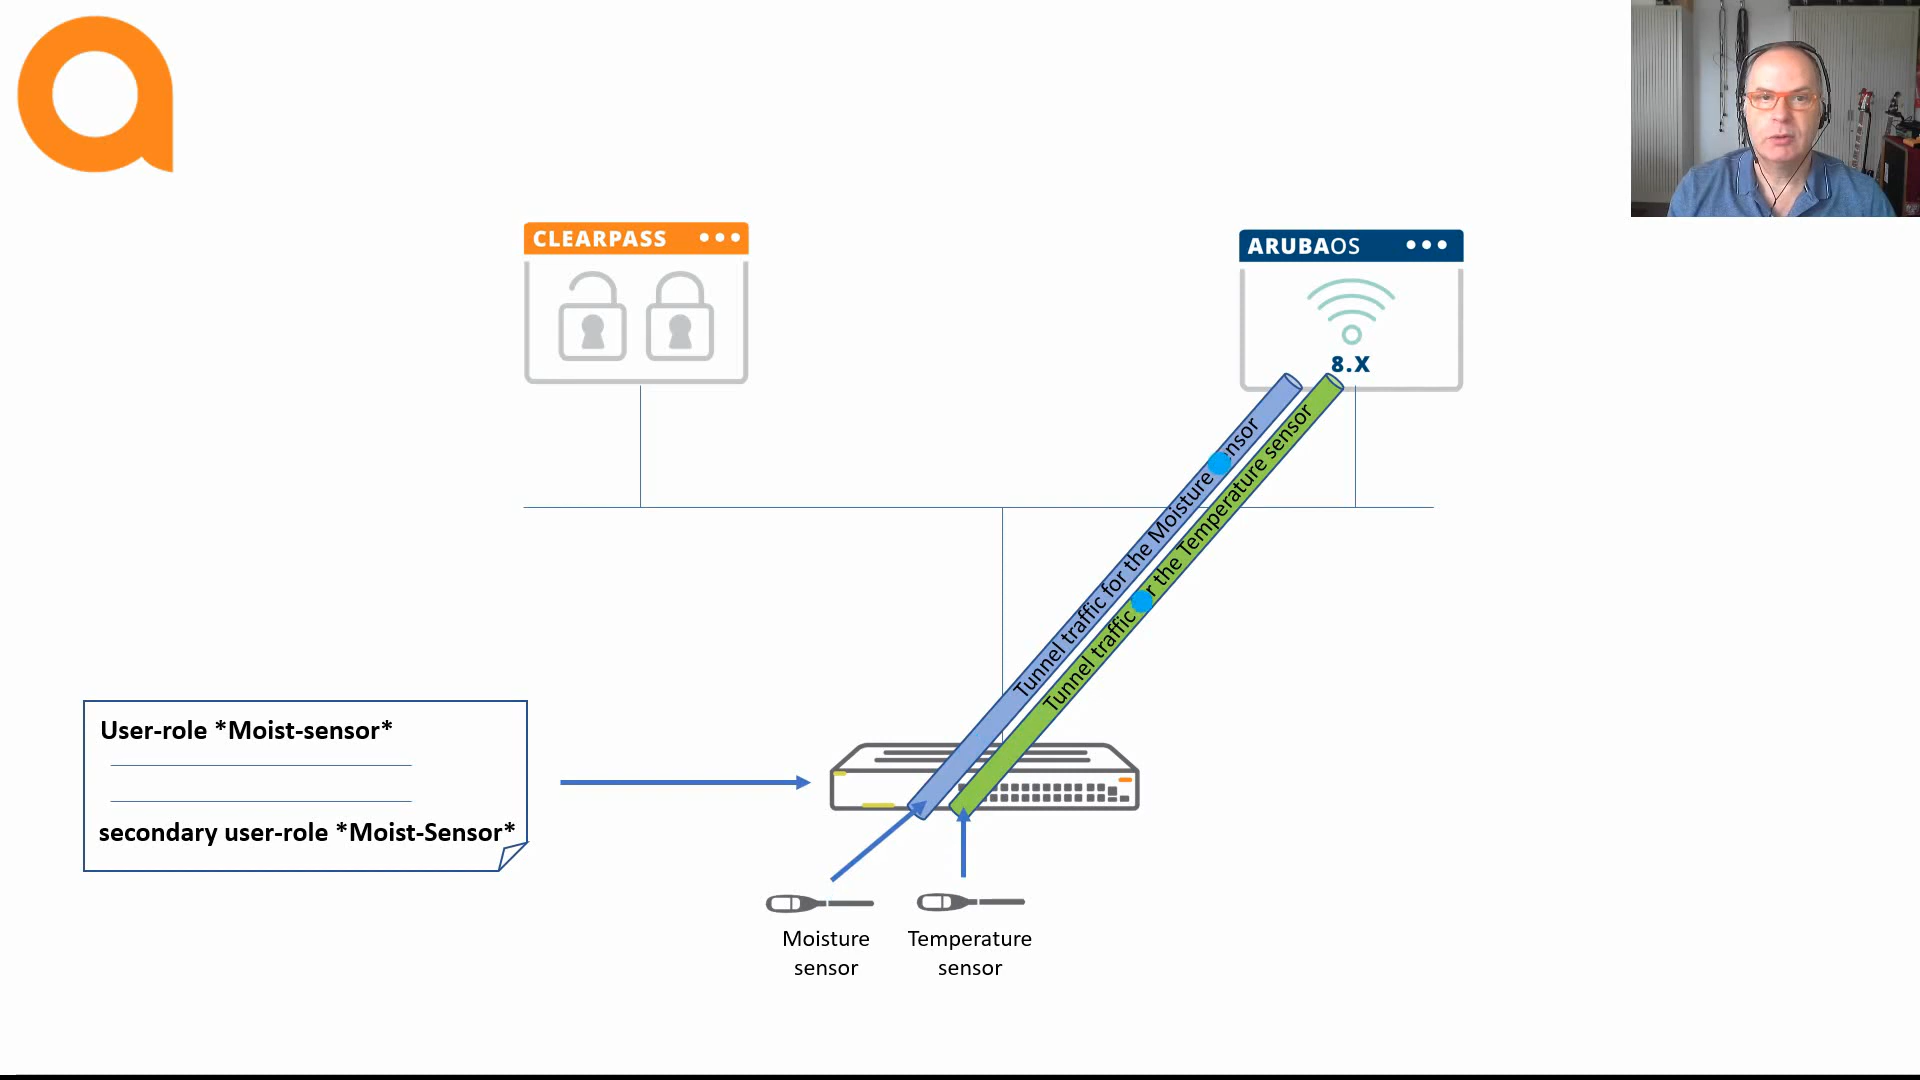 CLEARPASS
ARUBAOS
8.X
Tunnel traffic for the Moisture nsor
Tunnel traffic r the Temperature sensor
User-role *Moist-sensor*
secondary user-role *Moist-Sensor*
Moisture
sensor
Temperature
sensor